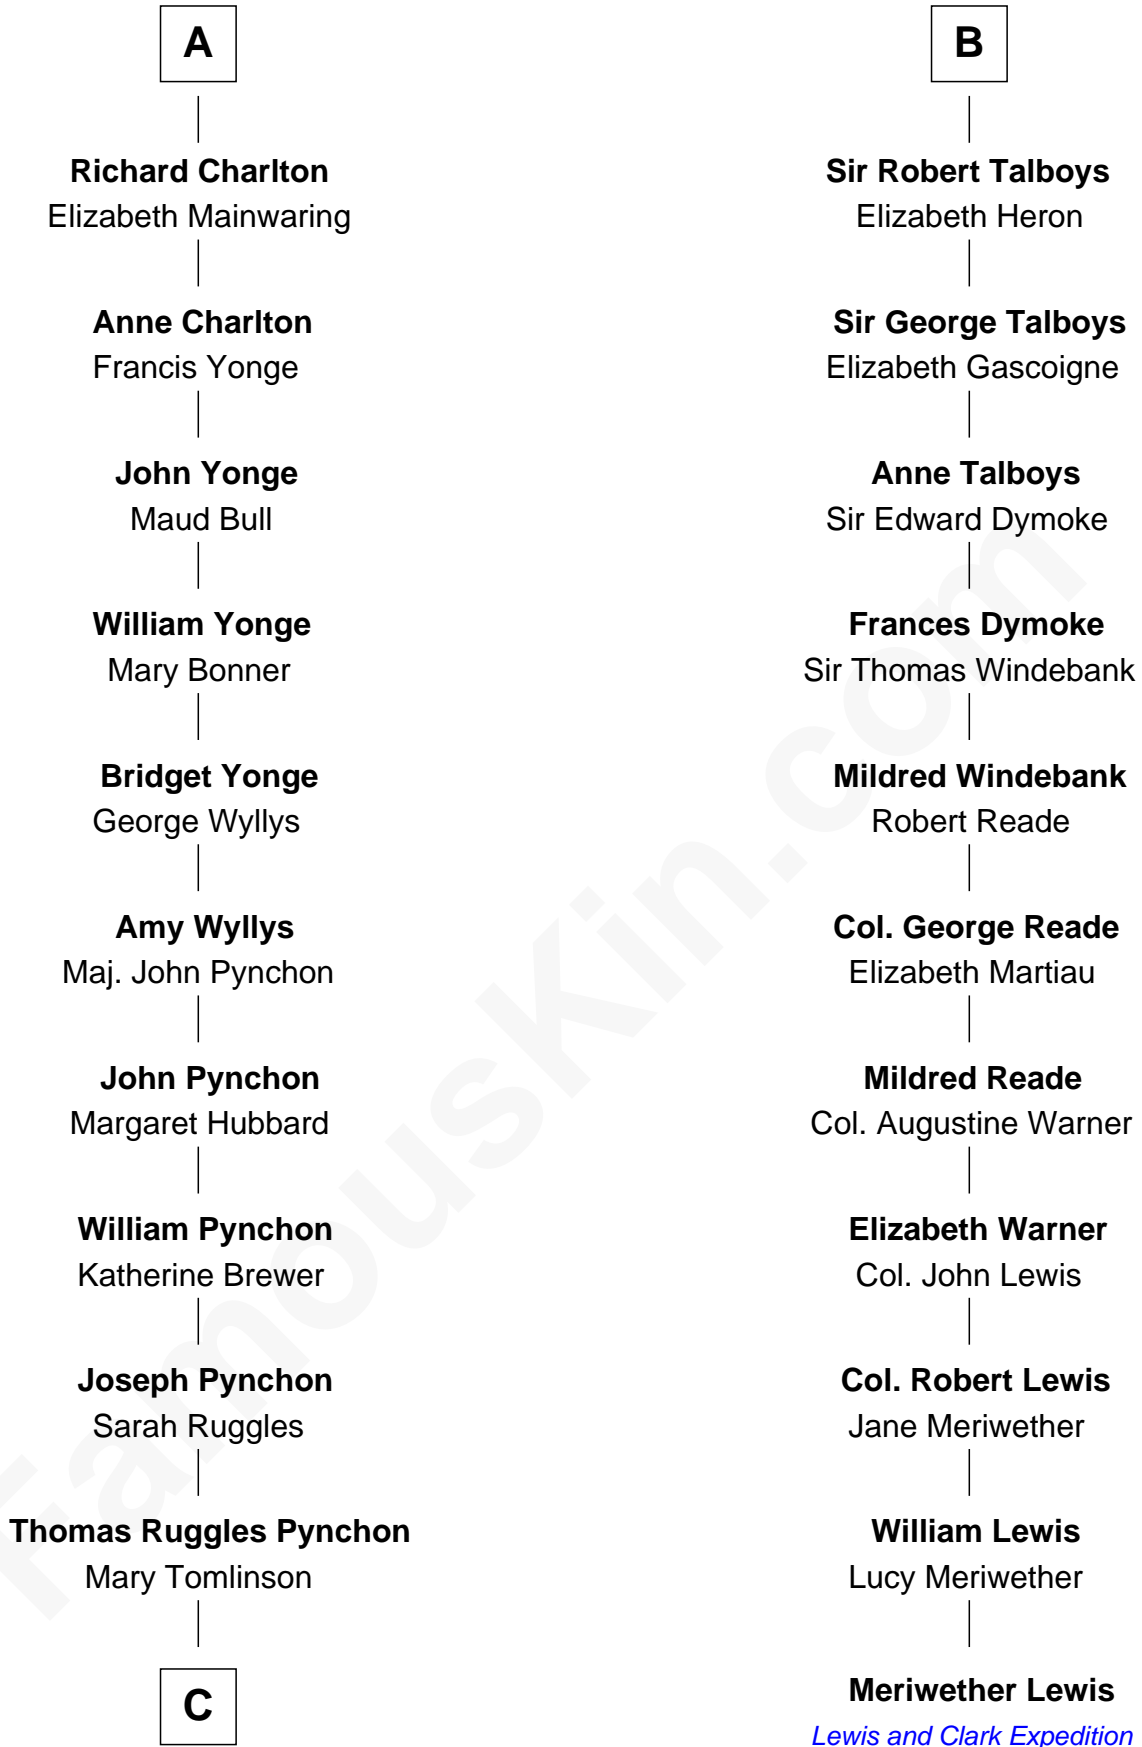 A
Richard Charlton
Elizabeth Mainwaring
Anne Charlton
Francis Yonge
John Yonge
Maud Bull
William Yonge
Mary Bonner
Bridget Yonge
George Wyllys
Amy Wyllys
Maj. John Pynchon
John Pynchon
Margaret Hubbard
William Pynchon
Katherine Brewer
Joseph Pynchon
Sarah Ruggles
Thomas Ruggles Pynchon
Mary Tomlinson
C
B
Sir Robert Talboys
Elizabeth Heron
Sir George Talboys
Elizabeth Gascoigne
Anne Talboys
Sir Edward Dymoke
Frances Dymoke
Sir Thomas Windebank
Mildred Windebank
Robert Reade
Col. George Reade
Elizabeth Martiau
Mildred Reade
Col. Augustine Warner
Elizabeth Warner
Col. John Lewis
Col. Robert Lewis
Jane Meriwether
William Lewis
Lucy Meriwether
Meriwether Lewis
Lewis and Clark Expedition
FamousKin.com